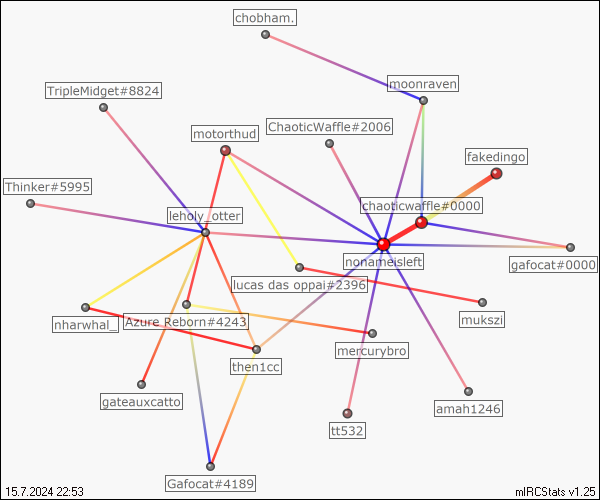 chobham.
moonraven
TripleMidget#8824
ChaoticWaffle#2006
motorthud
fakedingo
Thinker#5995
chaoticwaffle#0000
leholy_otter
nonameisleft
gafocat#0000
lucas das oppai#2396
mukszi
nharwhal_
Azure.Reborn#4243
mercurybro
then1cc
gateauxcatto
amah1246
tt532
Gafocat#4189
15.7.2024 22:53
mIRCStats v1.25